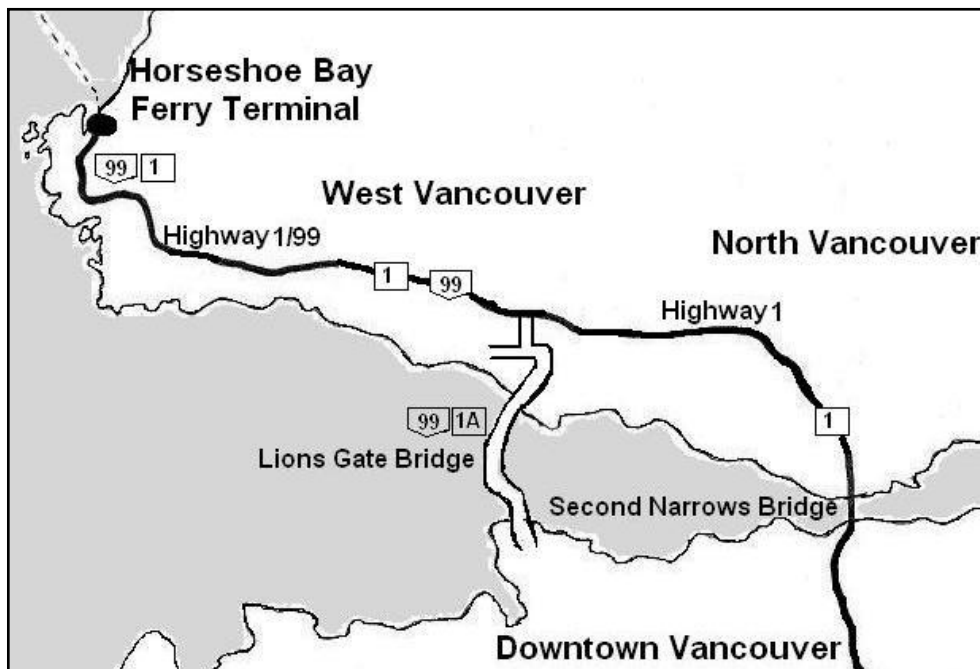 Horseshoe Bay
Ferry Terminal
99 1
West Vancouver
Highway 1/99
North Vancouver
1 99
Highway 1
99 1A
1
Lions Gate Bridge
Second Narrows Bridge
Downtown Vancouver